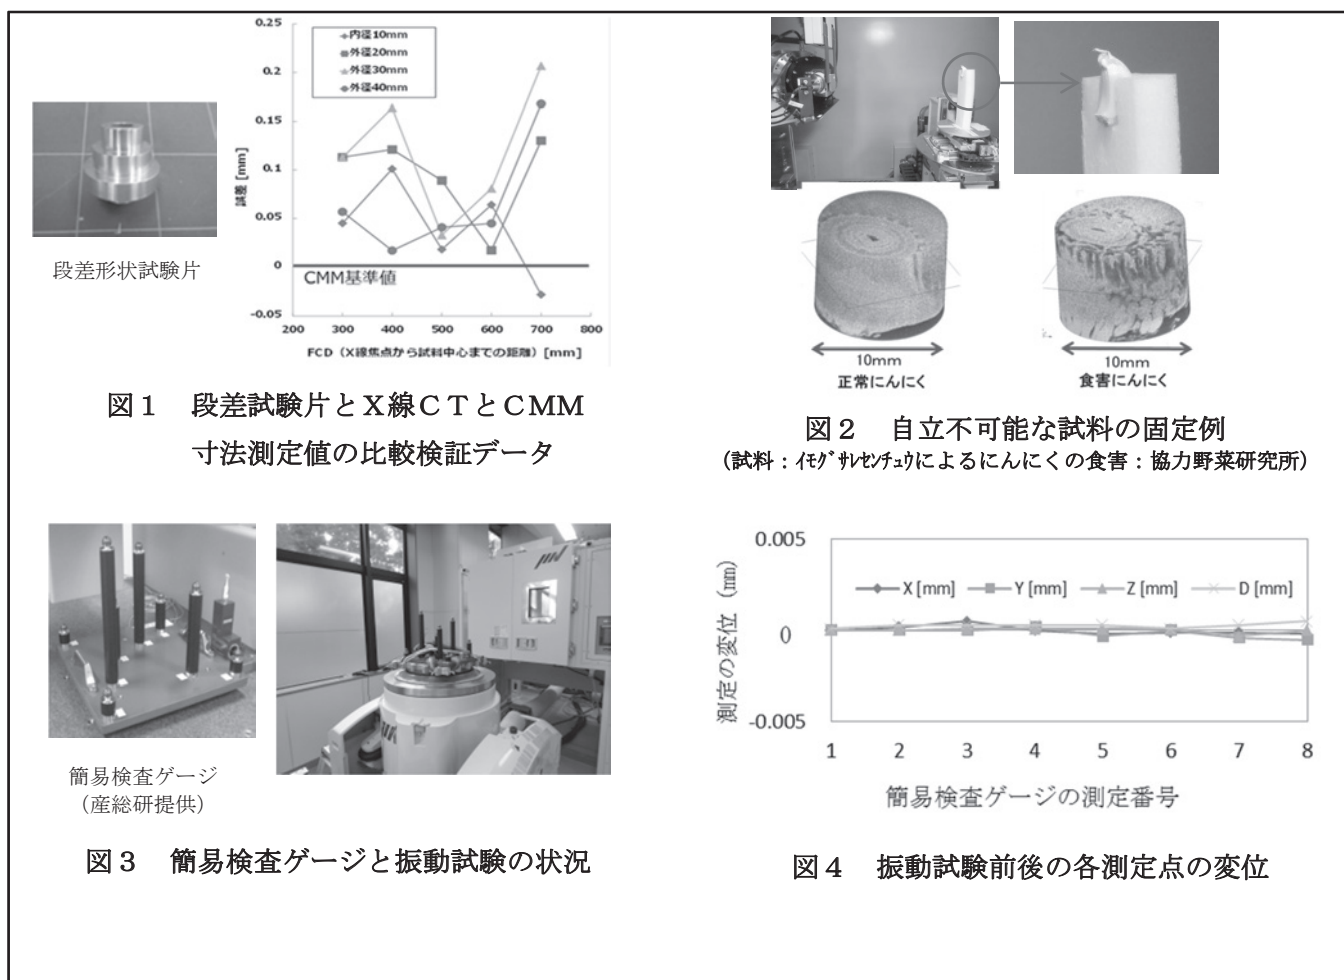 0.25
0.2
0.15
0.1
0.05
0
-0.05
誤差 [mm]
内径10mm
外径20mm
外径30mm
外径40mm
CMM基準値
200 300 400 500 600 700 800
FCD（X線焦点から試料中心までの距離）[mm]
段差形状試験片
図１　段差試験片とＸ線ＣＴとＣＭＭ
寸法測定値の比較検証データ
10mm
正常にんにく
10mm
食害にんにく
図２　自立不可能な試料の固定例
(試料：ｲﾓｸﾞｻﾚｾﾝﾁｭｳによるにんにくの食害：協力野菜研究所)
簡易検査ゲージ
（産総研提供）
図３　簡易検査ゲージと振動試験の状況
測定の変位 (mm)
0.005
0
-0.005
X [mm] Y [mm] Z [mm] D [mm]
1 2 3 4 5 6 7 8
簡易検査ゲージの測定番号
図４　振動試験前後の各測定点の変位